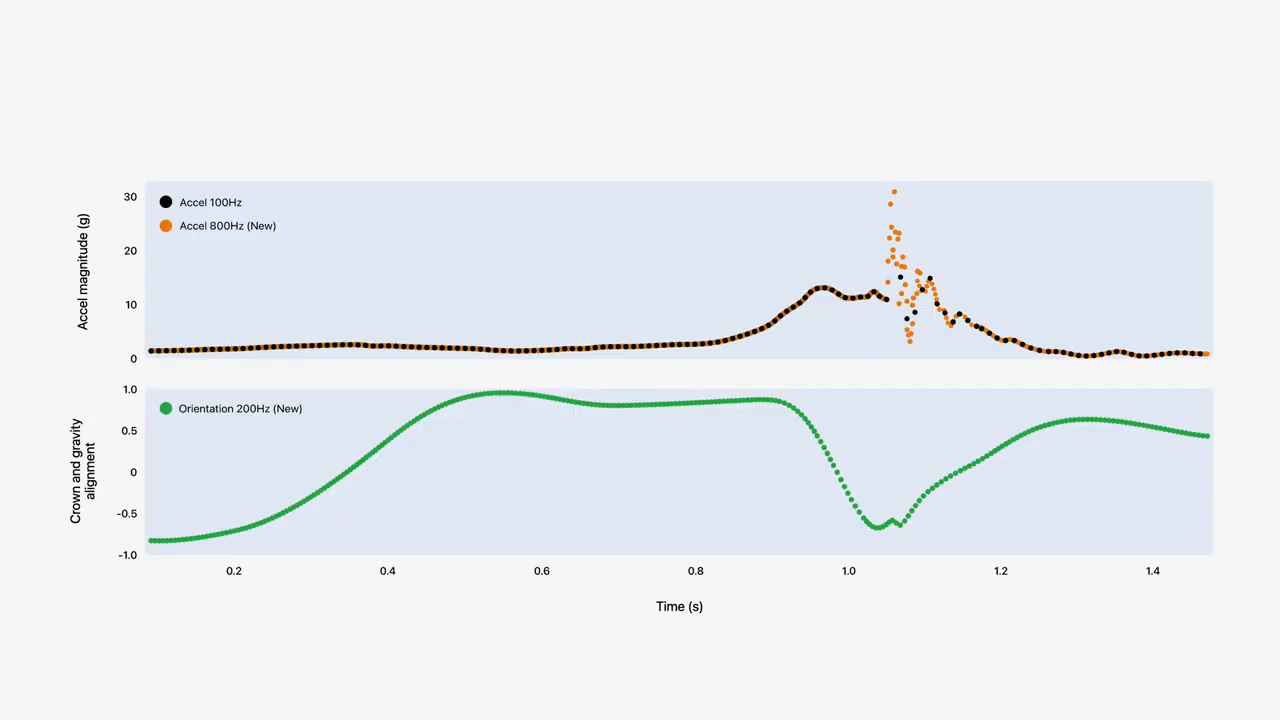 Accel magnitude (g)
30
20
10
0
Accel 100Hz
Accel 800Hz (New)
Crown and gravity
alignment
1.0
0.5
0
-0.5
-1.0
Orientation 200Hz (New)
0.2
0.4
0.6
0.8
1.0
1.2
1.4
Time (s)